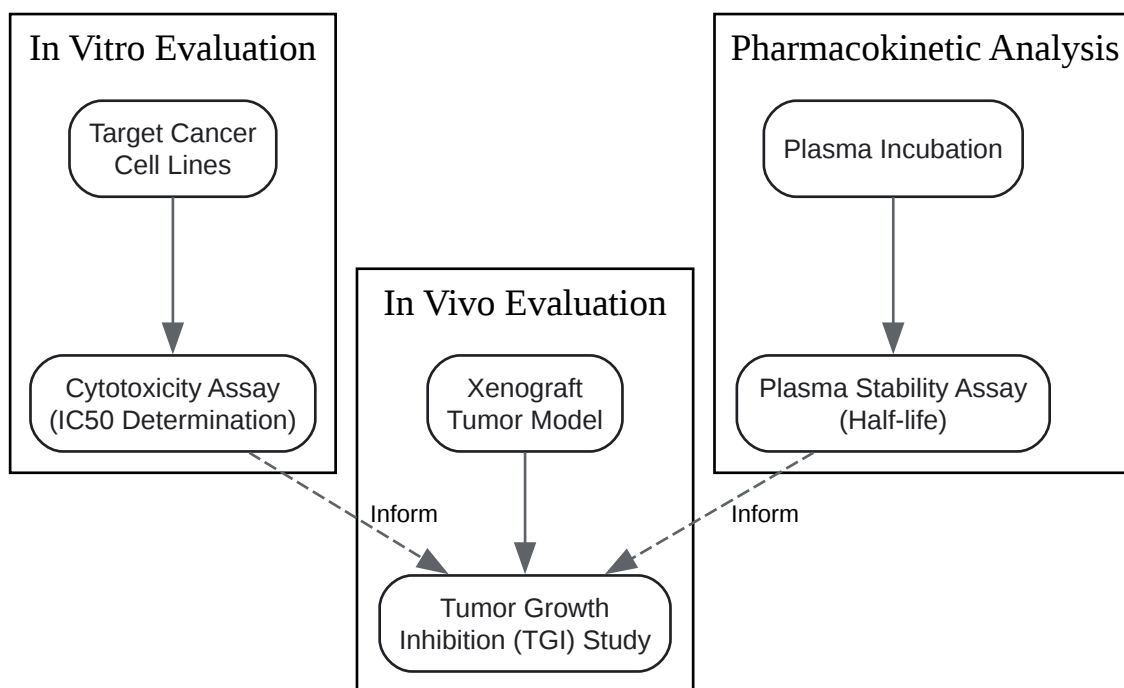 In Vitro Evaluation
Target Cancer
Cell Lines
Cytotoxicity Assay
(IC50 Determination)
Inform
In Vivo Evaluation
Xenograft
Tumor Model
Tumor Growth
Inhibition (TGI) Study
Pharmacokinetic Analysis
Plasma Incubation
Plasma Stability Assay
(Half-life)
Inform